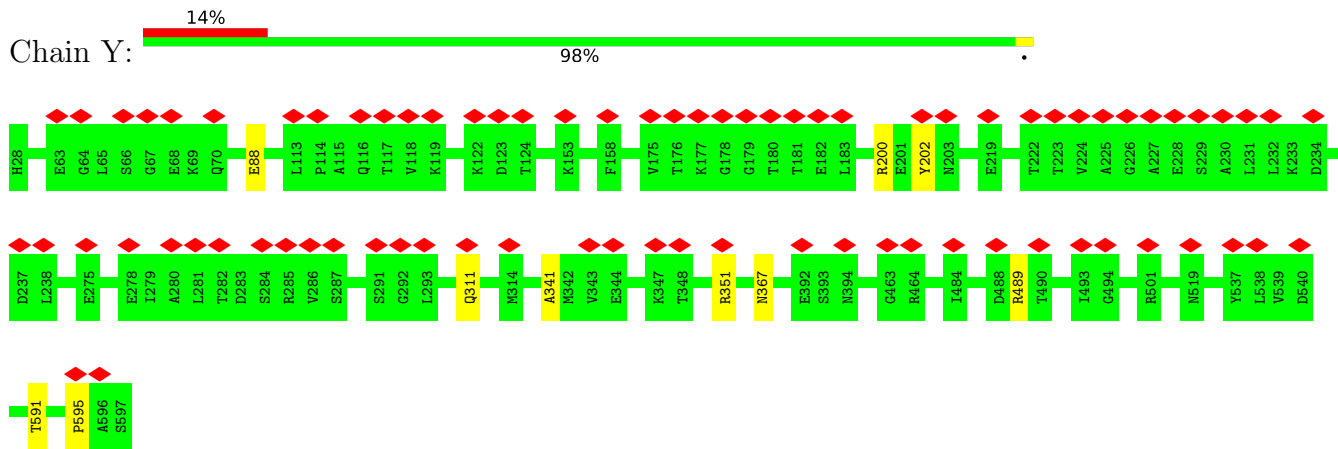 14%
Chain Y:
98%
.
H28 E63 G64 L65 S66 G67 E68 K69 Q70 E88 L113 P114 A115 Q116 T117 V118 K119 K122 D123 T124 K153 F158 V175 T176 K177 G178 G179 T180 T181 E182 L183 R200 E201 Y202 N203 E219 T222 T223 V224 A225 G226 A227 E228 S229 A230 L231 L232 K233 D234
D237 L238 E275 E278 I279 A280 L281 T282 D283 S284 R285 V286 S287 S291 G292 L293 Q311 M314 A341 M342 V343 E344 K347 T348 R351 N367 E392 S393 N394 G463 R464 I484 D488 R489 T490 I493 G494 R501 N519 Y537 L538 V539 D540
T591 P595 A596 S597